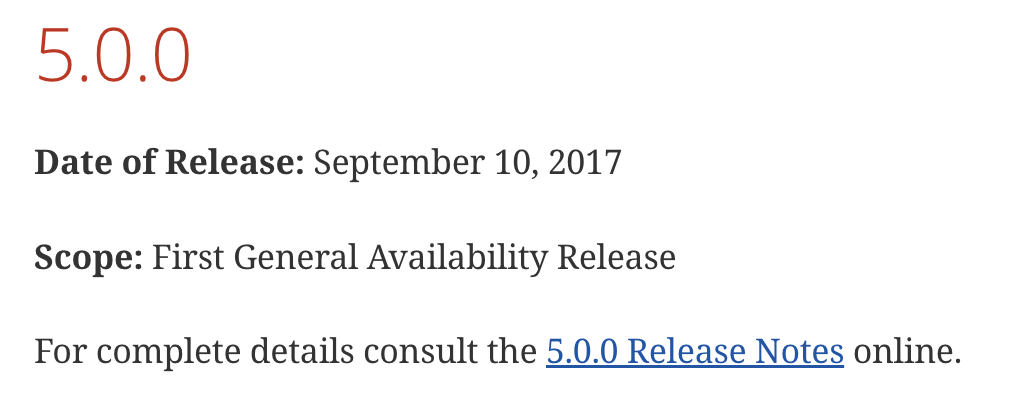 5.0.0
Date of Release: September 10, 2017
Scope: First General Availability Release
For complete details consult the 5.0.0 Release Notes online.